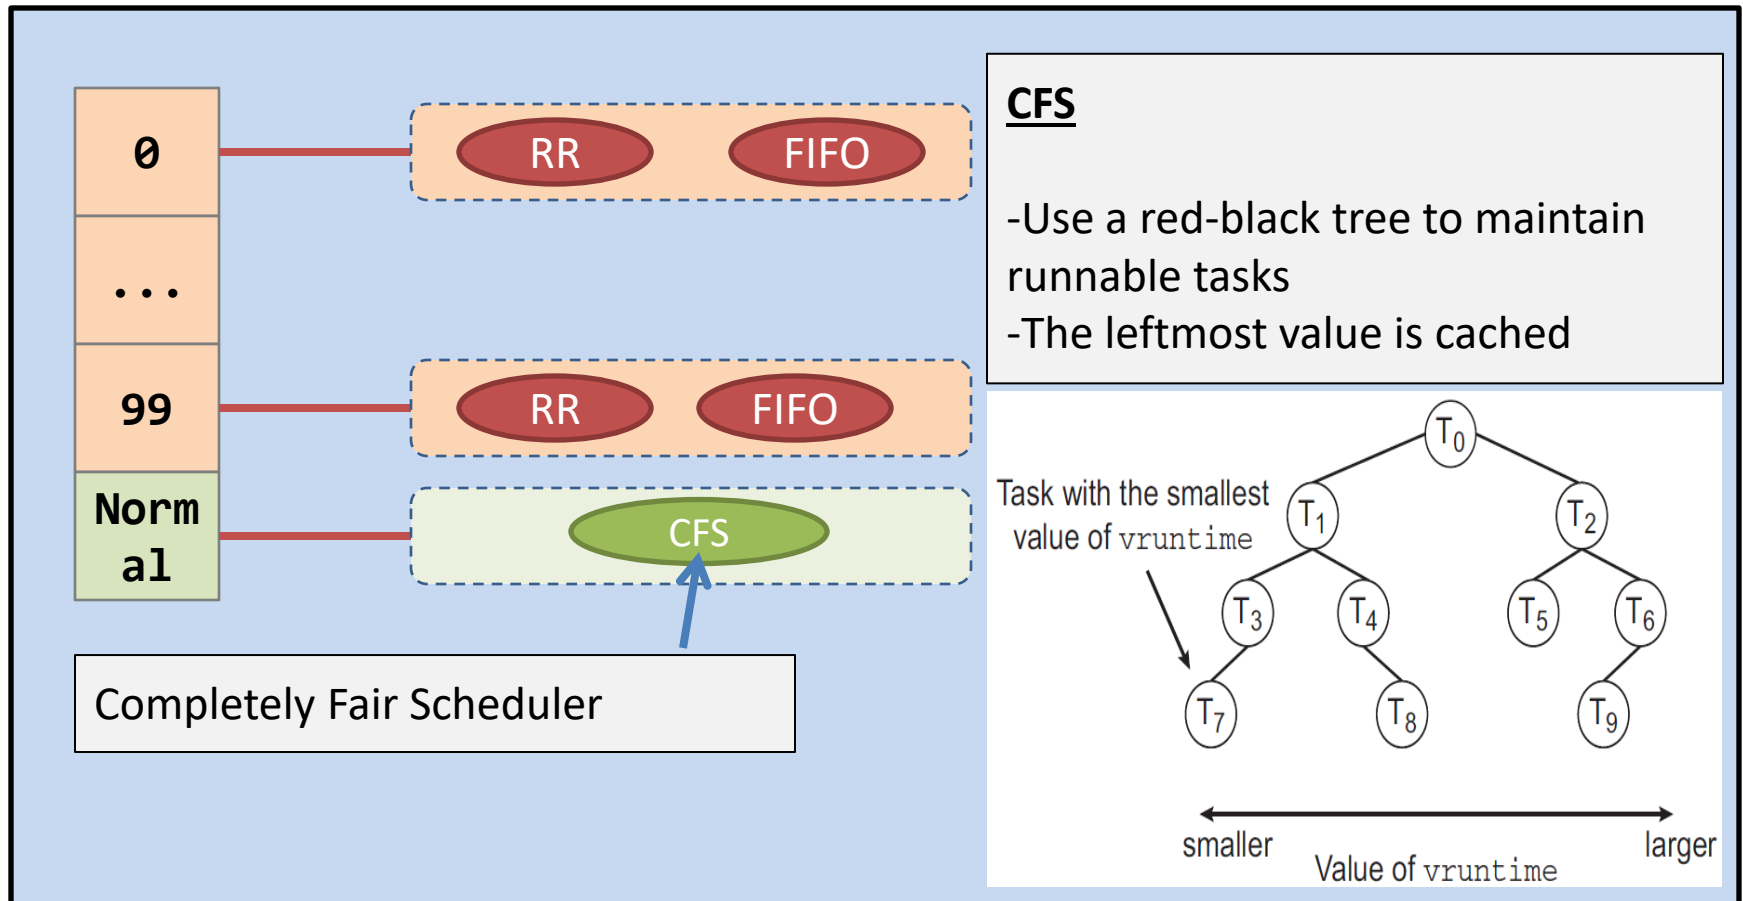 0
RR
FIFO
...
99
RR
FIFO
Norm
al
CFS
Completely Fair Scheduler
CFS
-Use a red-black tree to maintain
runnable tasks
-The leftmost value is cached
Task with the smallest
value of vruntime
T0
T1
T2
T3
T4
T5
T6
T7
T8
T9
smaller
larger
Value of vruntime